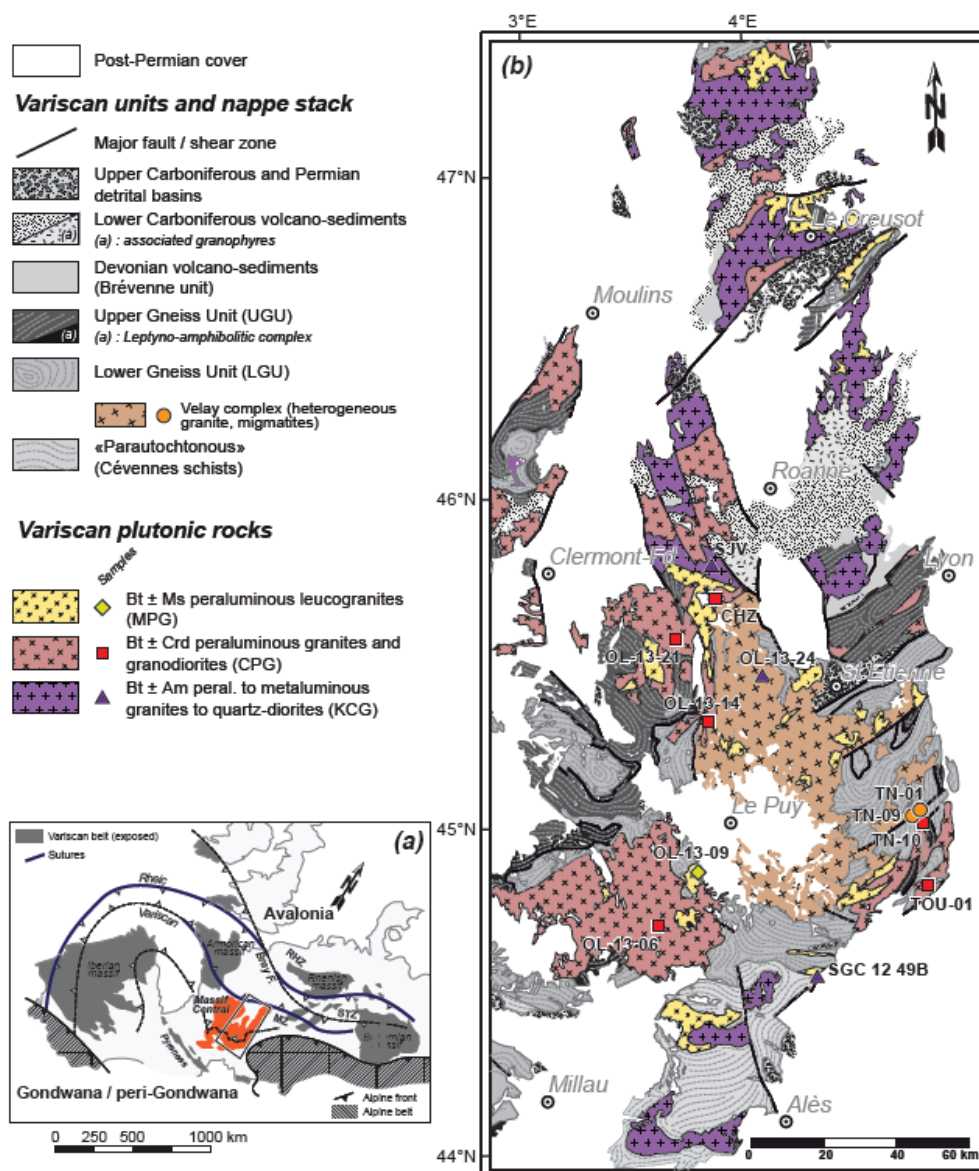 Post-Permian cover
Variscan units and nappe stack
Major fault / shear zone
Upper Carboniferous and Permian
detrital basins
Lower Carboniferous volcano-sediments
(a) : associated granophyres
(a)
Devonian volcano-sediments
(Brévenne unit)
Upper Gneiss Unit (UGU)
(a) : Leptyno-amphibolitic complex
(a)
Lower Gneiss Unit (LGU)
Velay complex (heterogeneous
granite, migmatites)
«Parautochtonous»
(Cévennes schists)
Variscan plutonic rocks
Samples
Bt ± Ms peraluminous leucogranites
(MPG)
Bt ± Crd peraluminous granites and
granodiorites (CPG)
Bt ± Am peral. to metaluminous
granites to quartz-diorites (KCG)
(a)
Variscan belt (exposed)
Sutures
N
Rheic
Variscan
Avalonia
Armorican
massif
Bray F.
RHZ
Rhenish
massif
Iberian
massif
Massif
Central
MZ
STZ
Pyrenees
Gondwana / peri-Gondwana
Alpine front
Alpine belt
0 250 500 1000 km
3°E
4°E
(b)
N
47°N
Le Creusot
Moulins
Roanne
46°N
SJV
Clermont-Fd
Lyon
CHZ
OL-13-21
OL-13-24
St Etienne
OL-13-14
TN-01
Le Puy
TN-09
45°N
TN-10
OL-13-09
TOU-01
OL-13-06
SGC 12 49B
Millau
Alès
44°N
0 20 40 60 km